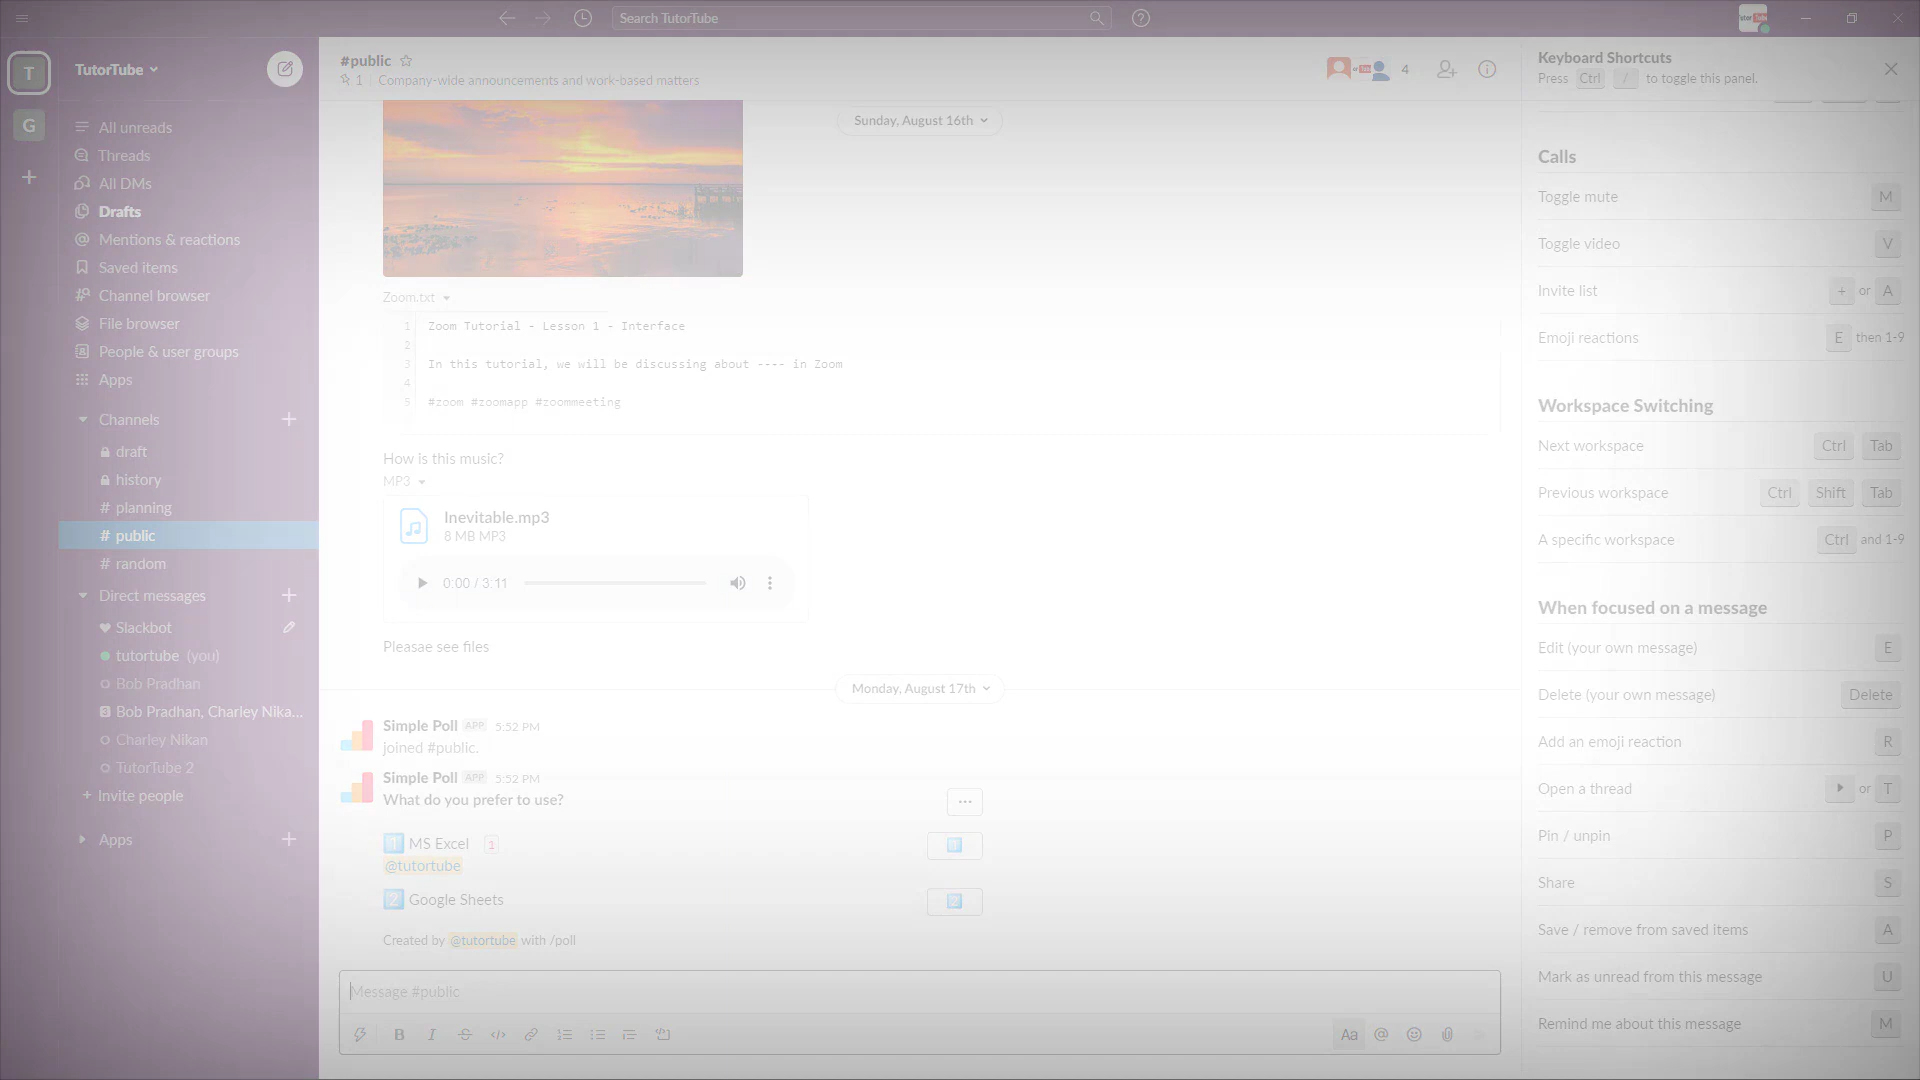 Search TutorTube
T
TutorTube
G
All unreads
Threads
All DMs
Drafts
Mentions & reactions
Saved items
Channel browser
File browser
People & user groups
Apps
Channels
draft
history
# planning
# public
# random
Direct messages
Slackbot
tutortube (you)
Bob Pradhan
3 Bob Pradhan, Charley Nika...
Charley Nikan
TutorTube 2
+ Invite people
Apps
#public
1 | Company-wide announcements and work-based matters
4
Sunday, August 16th
Zoom.txt
1 Zoom Tutorial - Lesson 1 - Interface
2
3 In this tutorial, we will be discussing about ---- in Zoom
4
5 #zoom #zoomapp #zoommeeting
How is this music?
MP3
Inevitable.mp3
8 MB MP3
0:00 / 3:11
Pleasae see files
Monday, August 17th
Simple Poll APP 5:52 PM
joined #public.
Simple Poll APP 5:52 PM
What do you prefer to use?
1 MS Excel 1
1
@tutortube
2 Google Sheets
2
Created by @tutortube with /poll
Message #public
B I S
Aa @
Keyboard Shortcuts
Press Ctrl / to toggle this panel.
Calls
Toggle mute M
Toggle video V
Invite list + or A
Emoji reactions E then 1-9
Workspace Switching
Next workspace Ctrl Tab
Previous workspace Ctrl Shift Tab
A specific workspace Ctrl and 1-9
When focused on a message
Edit (your own message) E
Delete (your own message) Delete
Add an emoji reaction R
Open a thread or T
Pin / unpin P
Share S
Save / remove from saved items A
Mark as unread from this message U
Remind me about this message M